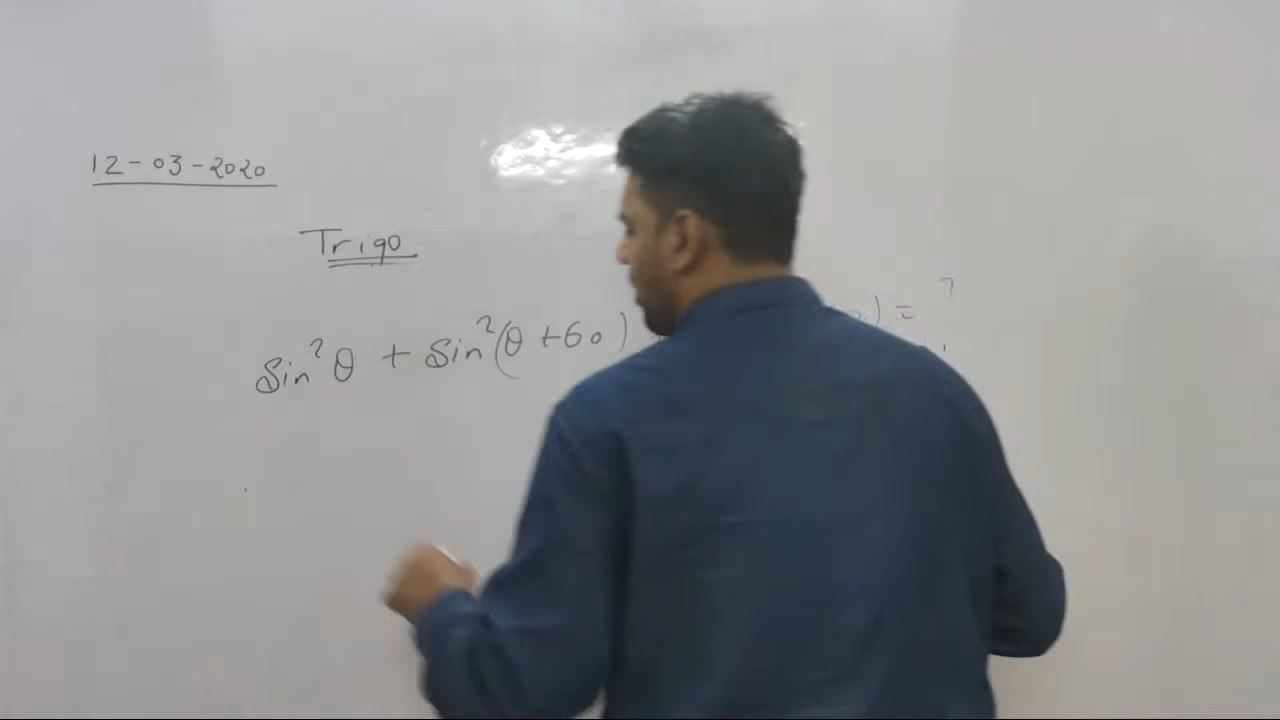 12-03-2020
Trigo
Sin²θ + Sin²(θ+60) ) = ?